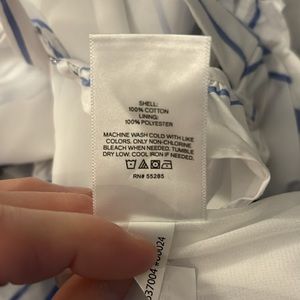 SHELL:
100% COTTON
LINING:
100% POLYESTER
MACHINE WASH COLD WITH LIKE
COLORS. ONLY NON-CHLORINE
BLEACH WHEN NEEDED. TUMBLE
DRY LOW. COOL IRON IF NEEDED.
RN# 55285